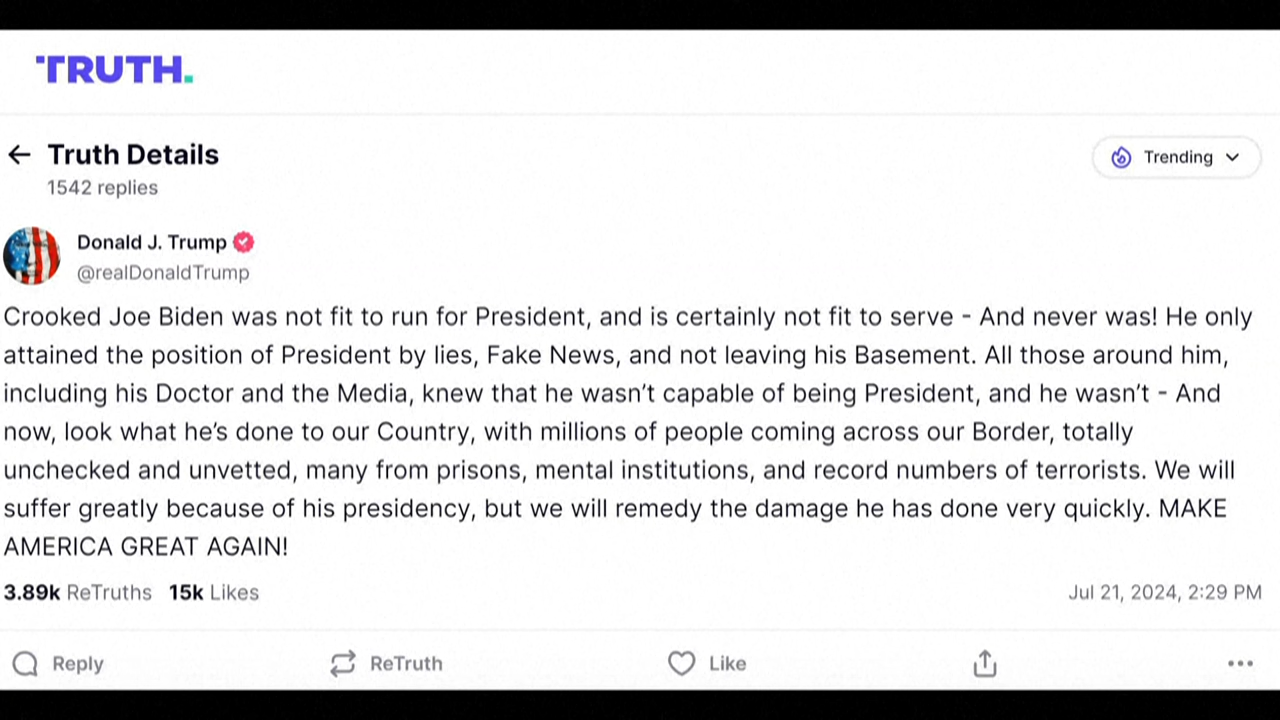 TRUTH.
Truth Details
1542 replies
Trending
Donald J. Trump
@realDonaldTrump
Crooked Joe Biden was not fit to run for President, and is certainly not fit to serve - And never was! He only
attained the position of President by lies, Fake News, and not leaving his Basement. All those around him,
including his Doctor and the Media, knew that he wasn’t capable of being President, and he wasn’t - And
now, look what he’s done to our Country, with millions of people coming across our Border, totally
unchecked and unvetted, many from prisons, mental institutions, and record numbers of terrorists. We will
suffer greatly because of his presidency, but we will remedy the damage he has done very quickly. MAKE
AMERICA GREAT AGAIN!
3.89k ReTruths 15k Likes
Jul 21, 2024, 2:29 PM
Reply ReTruth Like